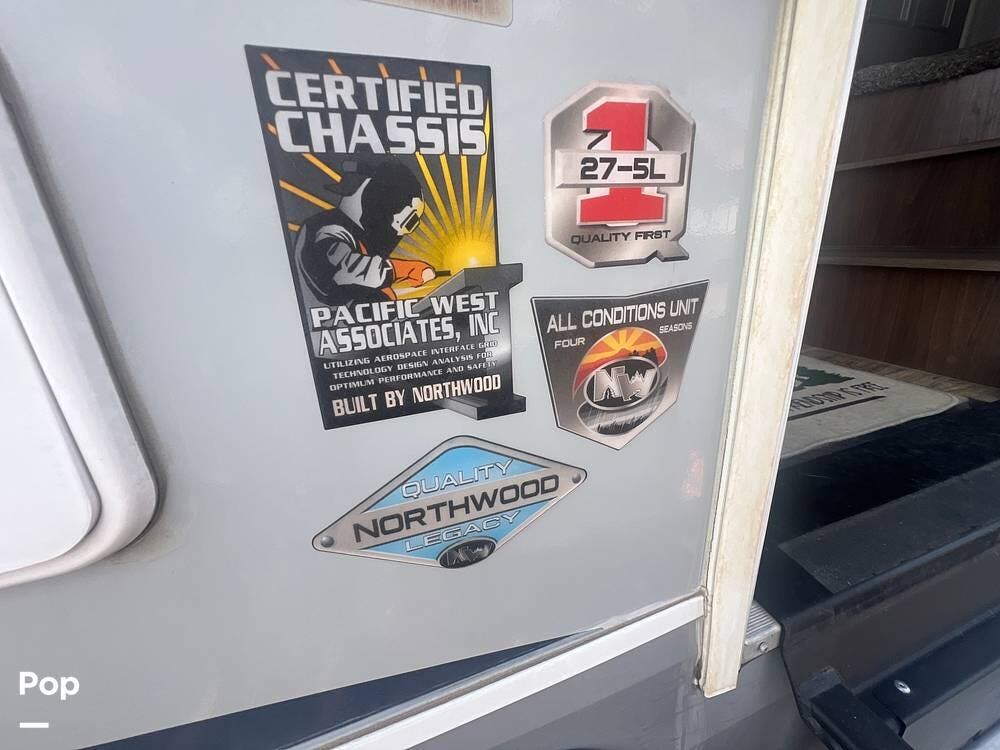 CERTIFIED
CHASSIS
PACIFIC WEST
ASSOCIATES, INC
UTILIZING AEROSPACE INTERFACE GRID
TECHNOLOGY DESIGN ANALYSIS FOR
OPTIMUM PERFORMANCE AND SAFETY
BUILT BY NORTHWOOD
1
27-5L
QUALITY FIRST
ALL CONDITIONS UNIT
FOUR SEASONS
NW
QUALITY
NORTHWOOD
LEGACY
NW
Pop